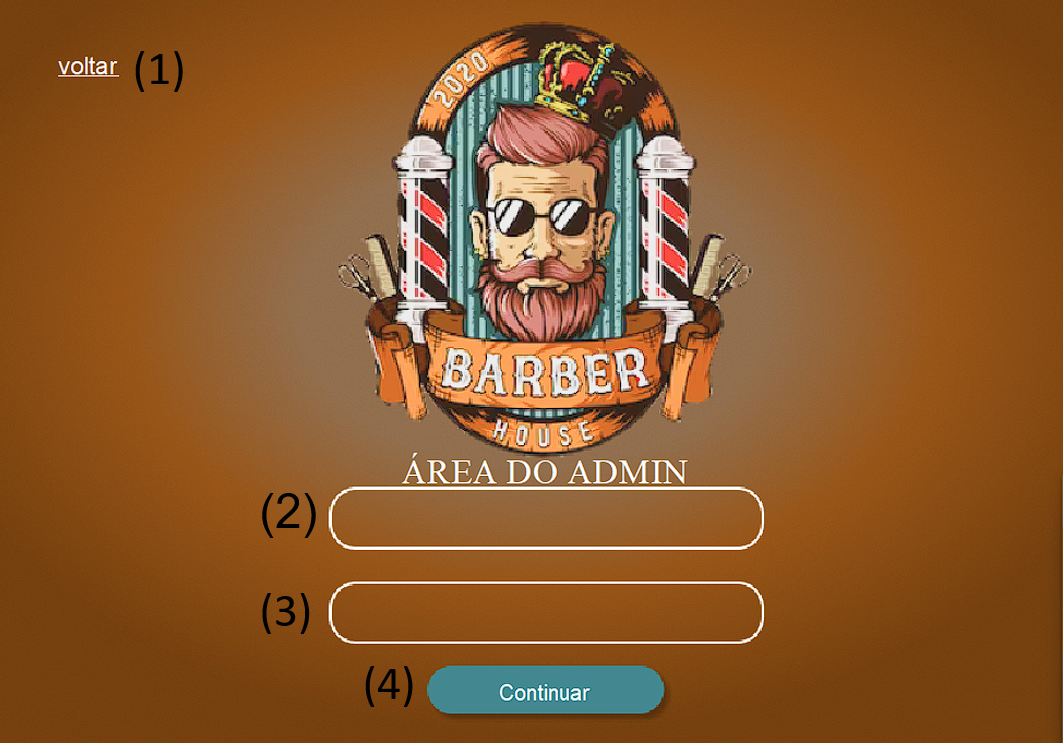 voltar (1)
2020
BARBER
HOUSE
ÁREA DO ADMIN
(2)
(3)
(4) Continuar